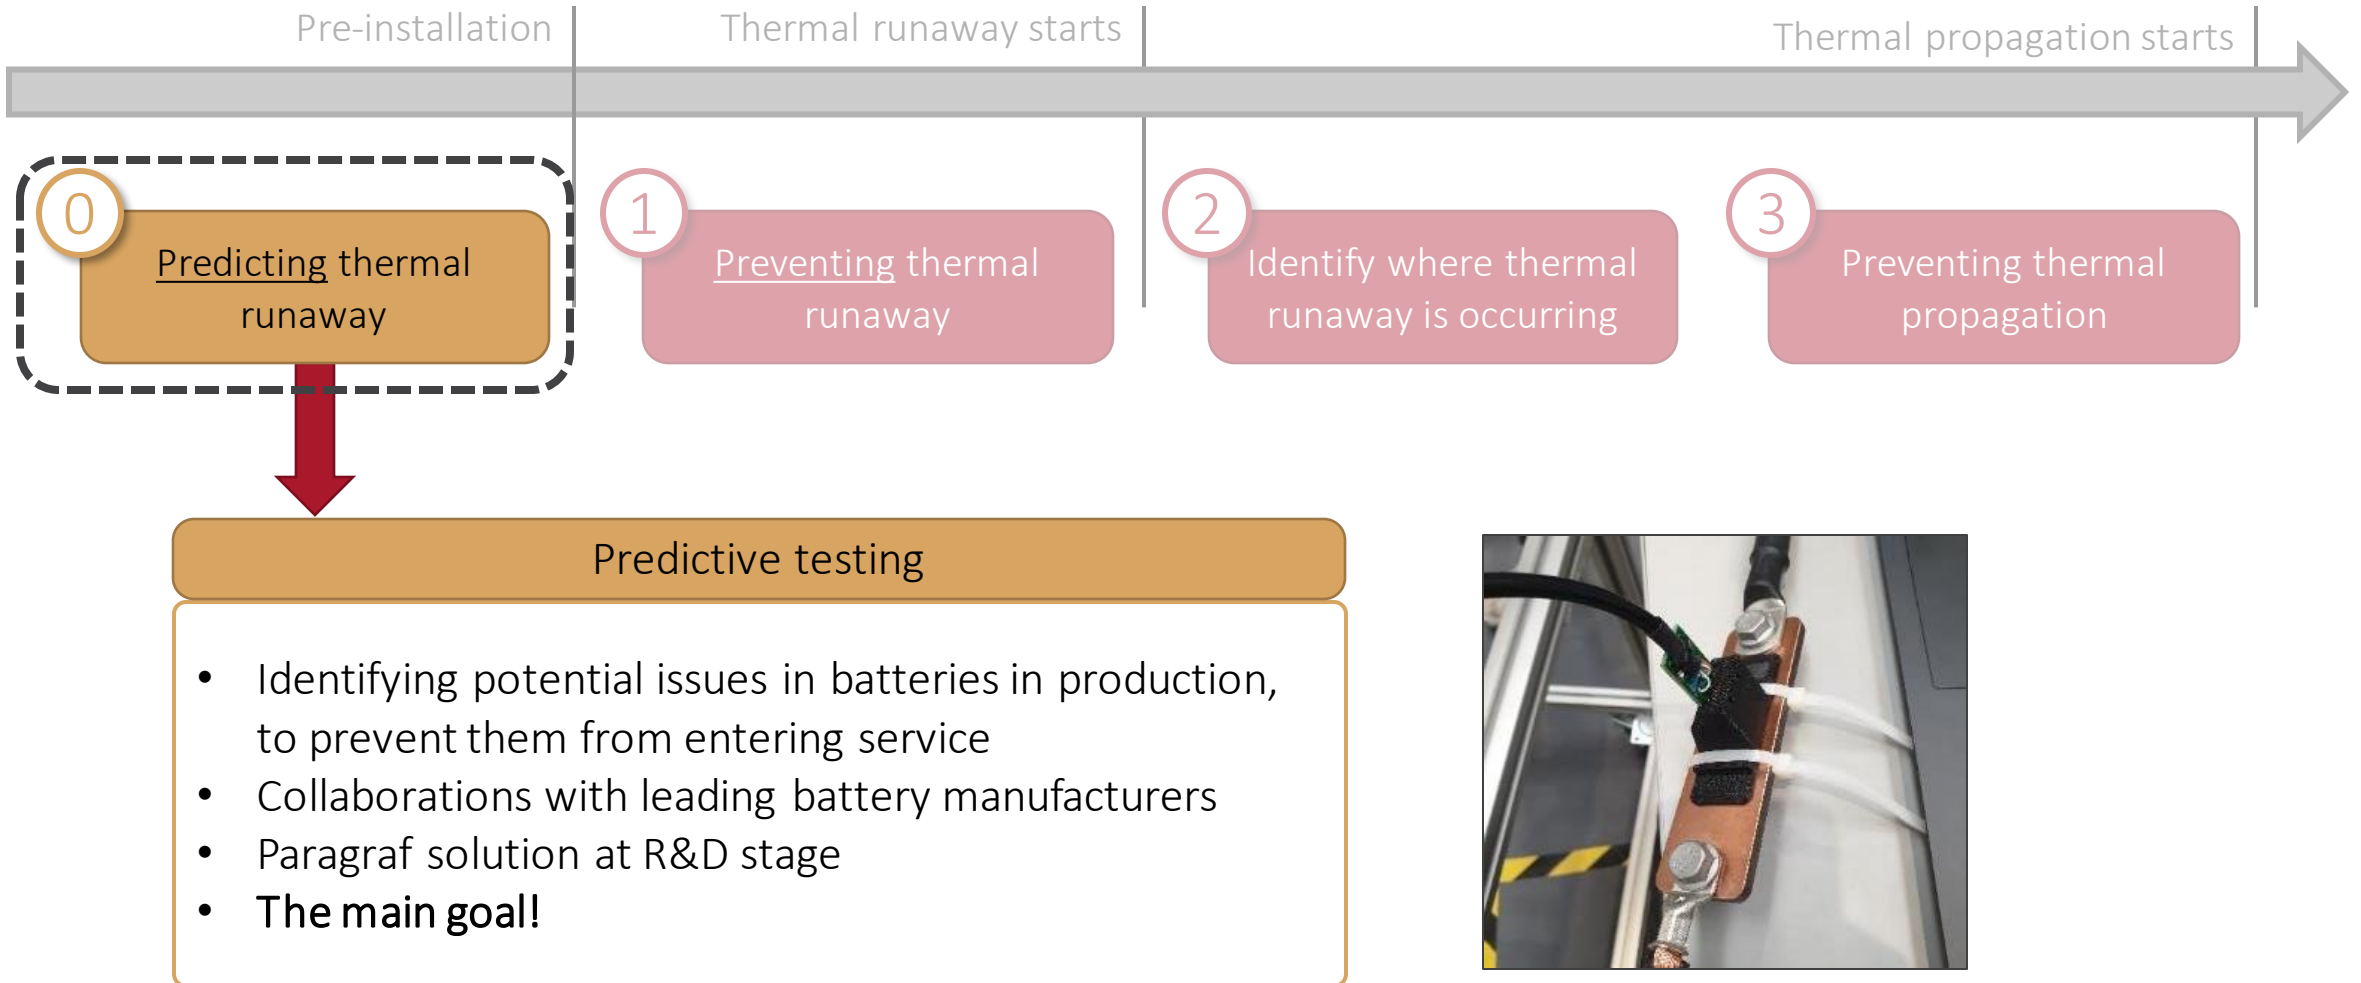 Pre-installation
Thermal runaway starts
Thermal propagation starts
0
Predicting thermal
runaway
1
Preventing thermal
runaway
2
Identify where thermal
runaway is occurring
3
Preventing thermal
propagation
Predictive testing
• Identifying potential issues in batteries in production,
to prevent them from entering service
• Collaborations with leading battery manufacturers
• Paragraf solution at R&D stage
• The main goal!